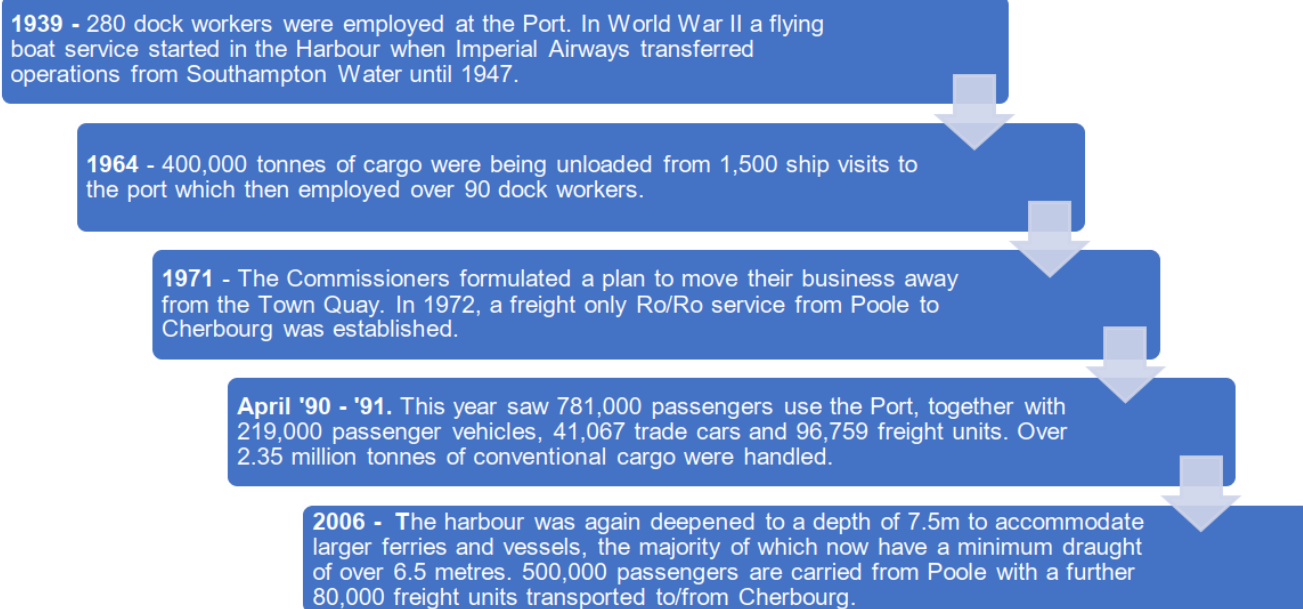 1939 - 280 dock workers were employed at the Port. In World War II a flying
boat service started in the Harbour when Imperial Airways transferred
operations from Southampton Water until 1947.
1964 - 400,000 tonnes of cargo were being unloaded from 1,500 ship visits to
the port which then employed over 90 dock workers.
1971 - The Commissioners formulated a plan to move their business away
from the Town Quay. In 1972, a freight only Ro/Ro service from Poole to
Cherbourg was established.
April '90 - '91. This year saw 781,000 passengers use the Port, together with
219,000 passenger vehicles, 41,067 trade cars and 96,759 freight units. Over
2.35 million tonnes of conventional cargo were handled.
2006 - The harbour was again deepened to a depth of 7.5m to accommodate
larger ferries and vessels, the majority of which now have a minimum draught
of over 6.5 metres. 500,000 passengers are carried from Poole with a further
80,000 freight units transported to/from Cherbourg.